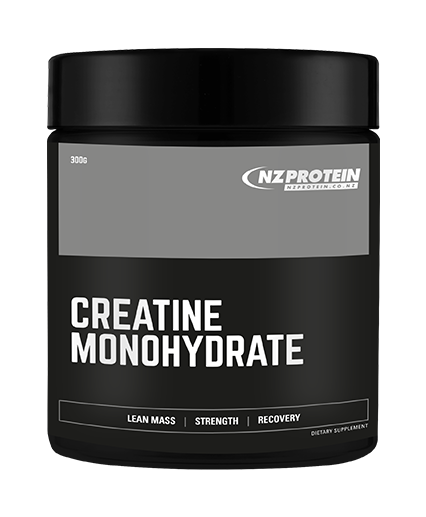 300G
NZPROTEIN
NZPROTEIN.CO.NZ
CREATINE
MONOHYDRATE
LEAN MASS | STRENGTH | RECOVERY
DIETARY SUPPLEMENT